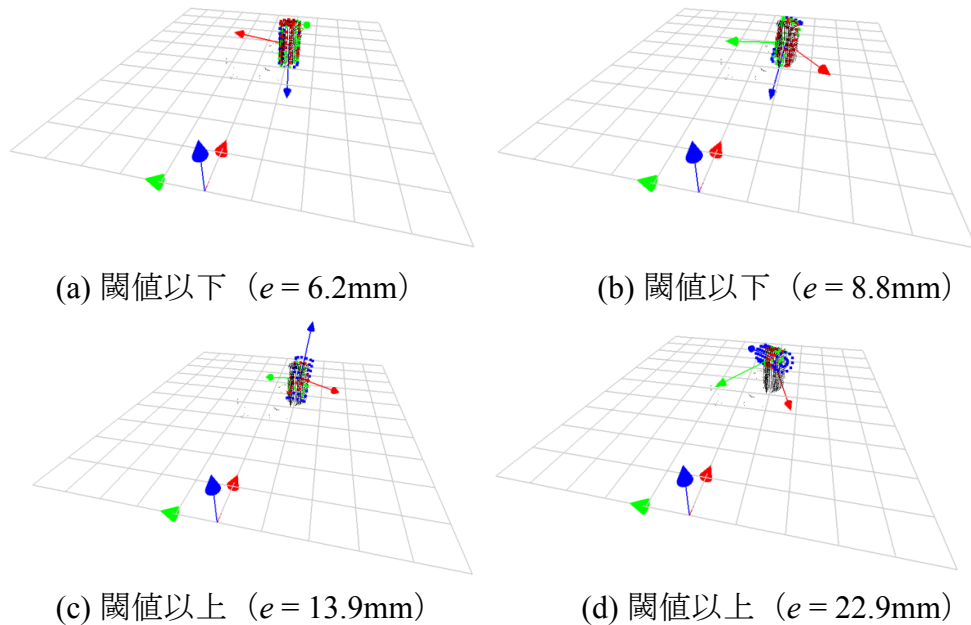 (a) 閾値以下（e = 6.2mm）
(b) 閾値以下（e = 8.8mm）
(c) 閾値以上（e = 13.9mm）
(d) 閾値以上（e = 22.9mm）